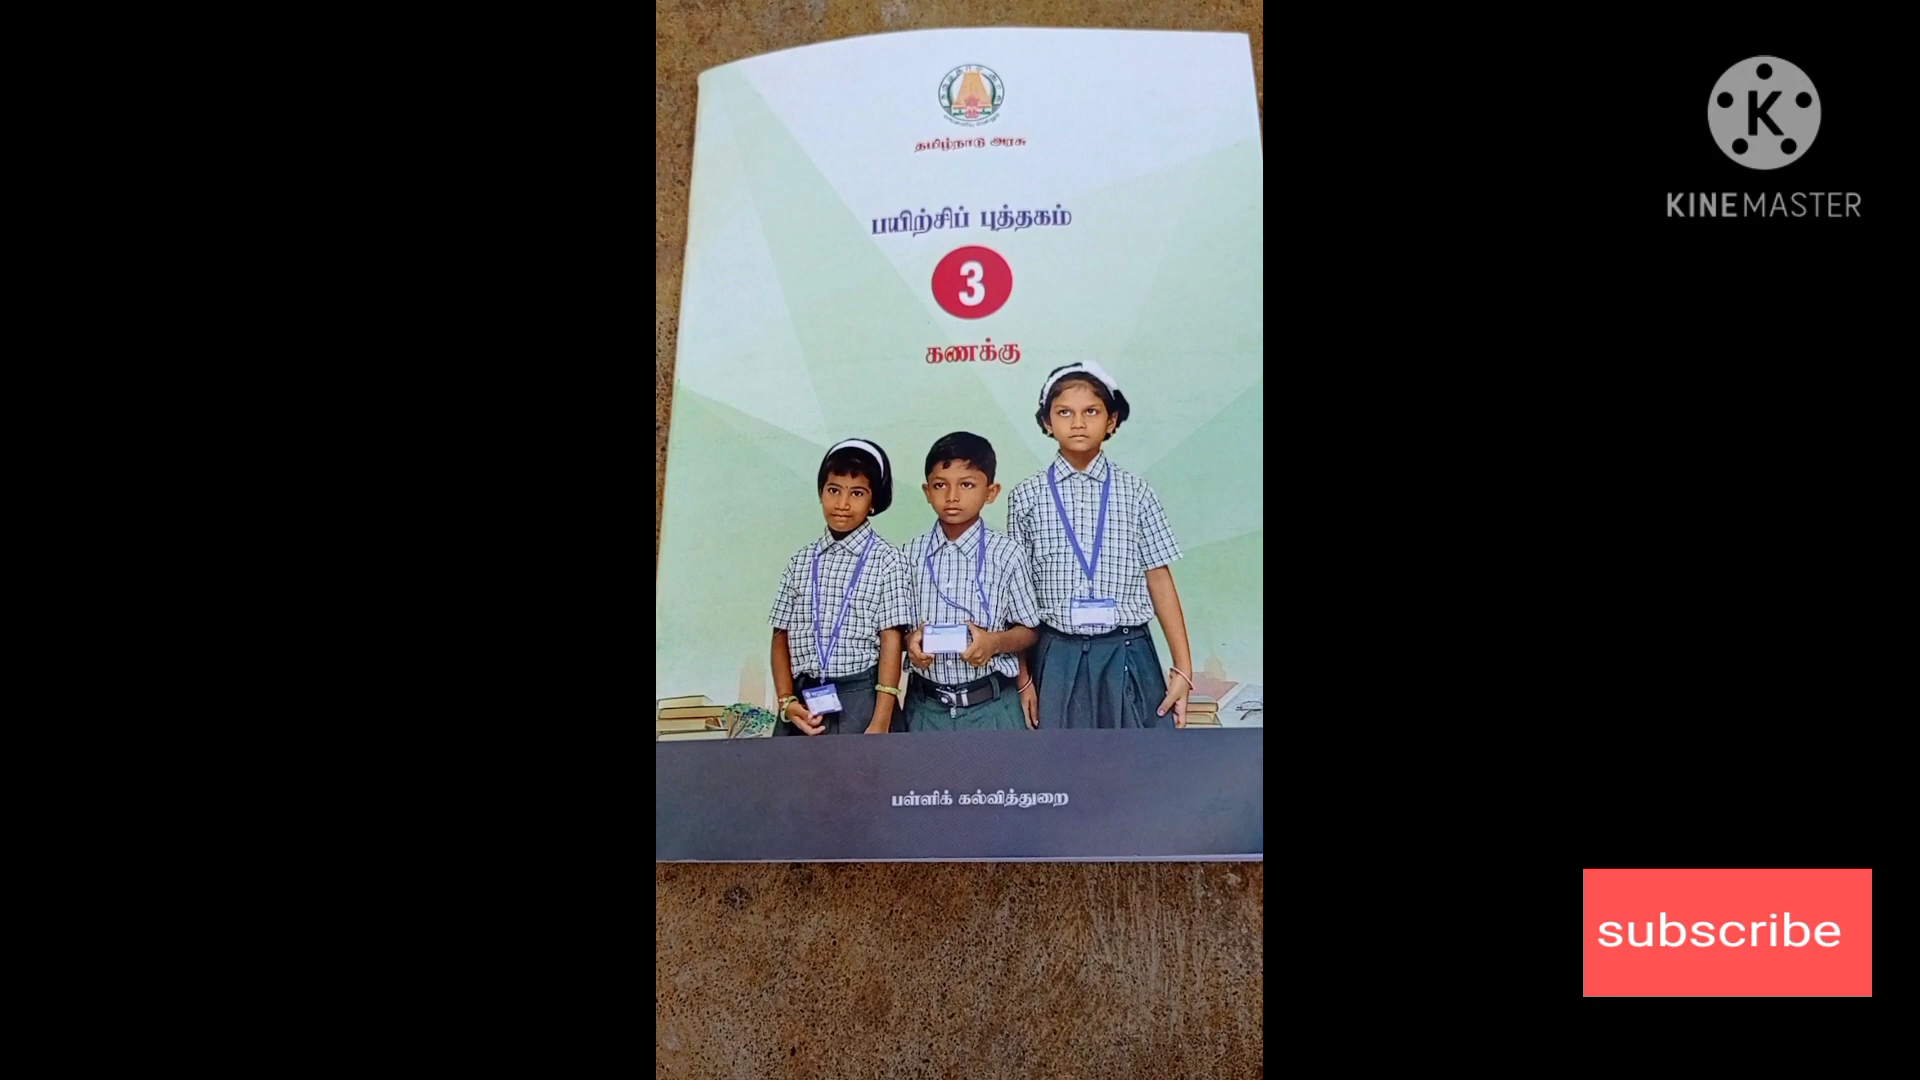 தமிழ்நாடு அரசு
பயிற்சிப் புத்தகம்
3
கணக்கு
பள்ளிக் கல்வித்துறை
K
KINEMASTER
subscribe